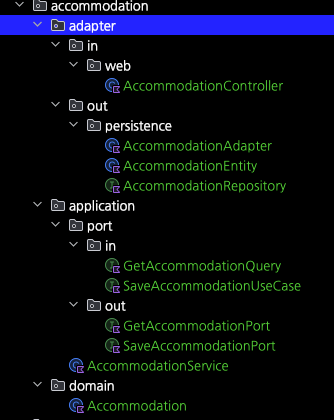 accommodation
adapter
in
web
AccommodationController
out
persistence
AccommodationAdapter
AccommodationEntity
AccommodationRepository
application
port
in
GetAccommodationQuery
SaveAccommodationUseCase
out
GetAccommodationPort
SaveAccommodationPort
AccommodationService
domain
Accommodation